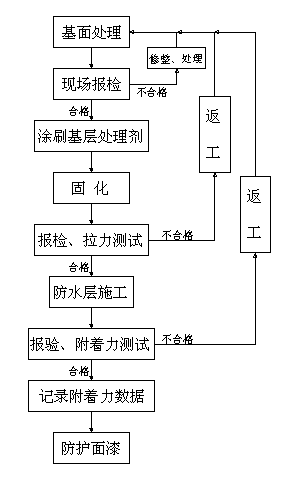 基面处理
修整、处理
现场报检
不合格
合格
返
工
涂刷基层处理剂
固 化
返
工
报检、拉力测试
不合格
合格
防水层施工
报验、附着力测试
不合格
合格
记录附着力数据
防护面漆